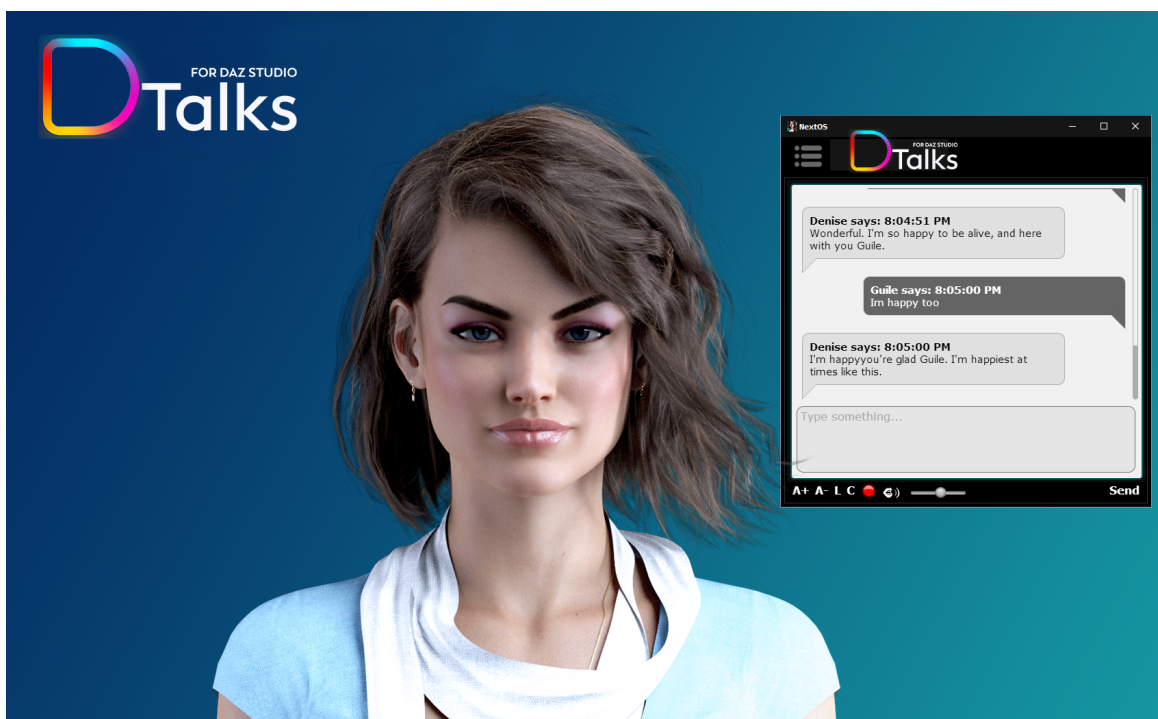 FOR DAZ STUDIO
D Talks
NextOS
FOR DAZ STUDIO
D Talks
Denise says: 8:04:51 PM
Wonderful. I'm so happy to be alive, and here
with you Guile.
Guile says: 8:05:00 PM
Im happy too
Denise says: 8:05:00 PM
I'm happyyou're glad Guile. I'm happiest at
times like this.
Type something...
A+ A- L C
Send